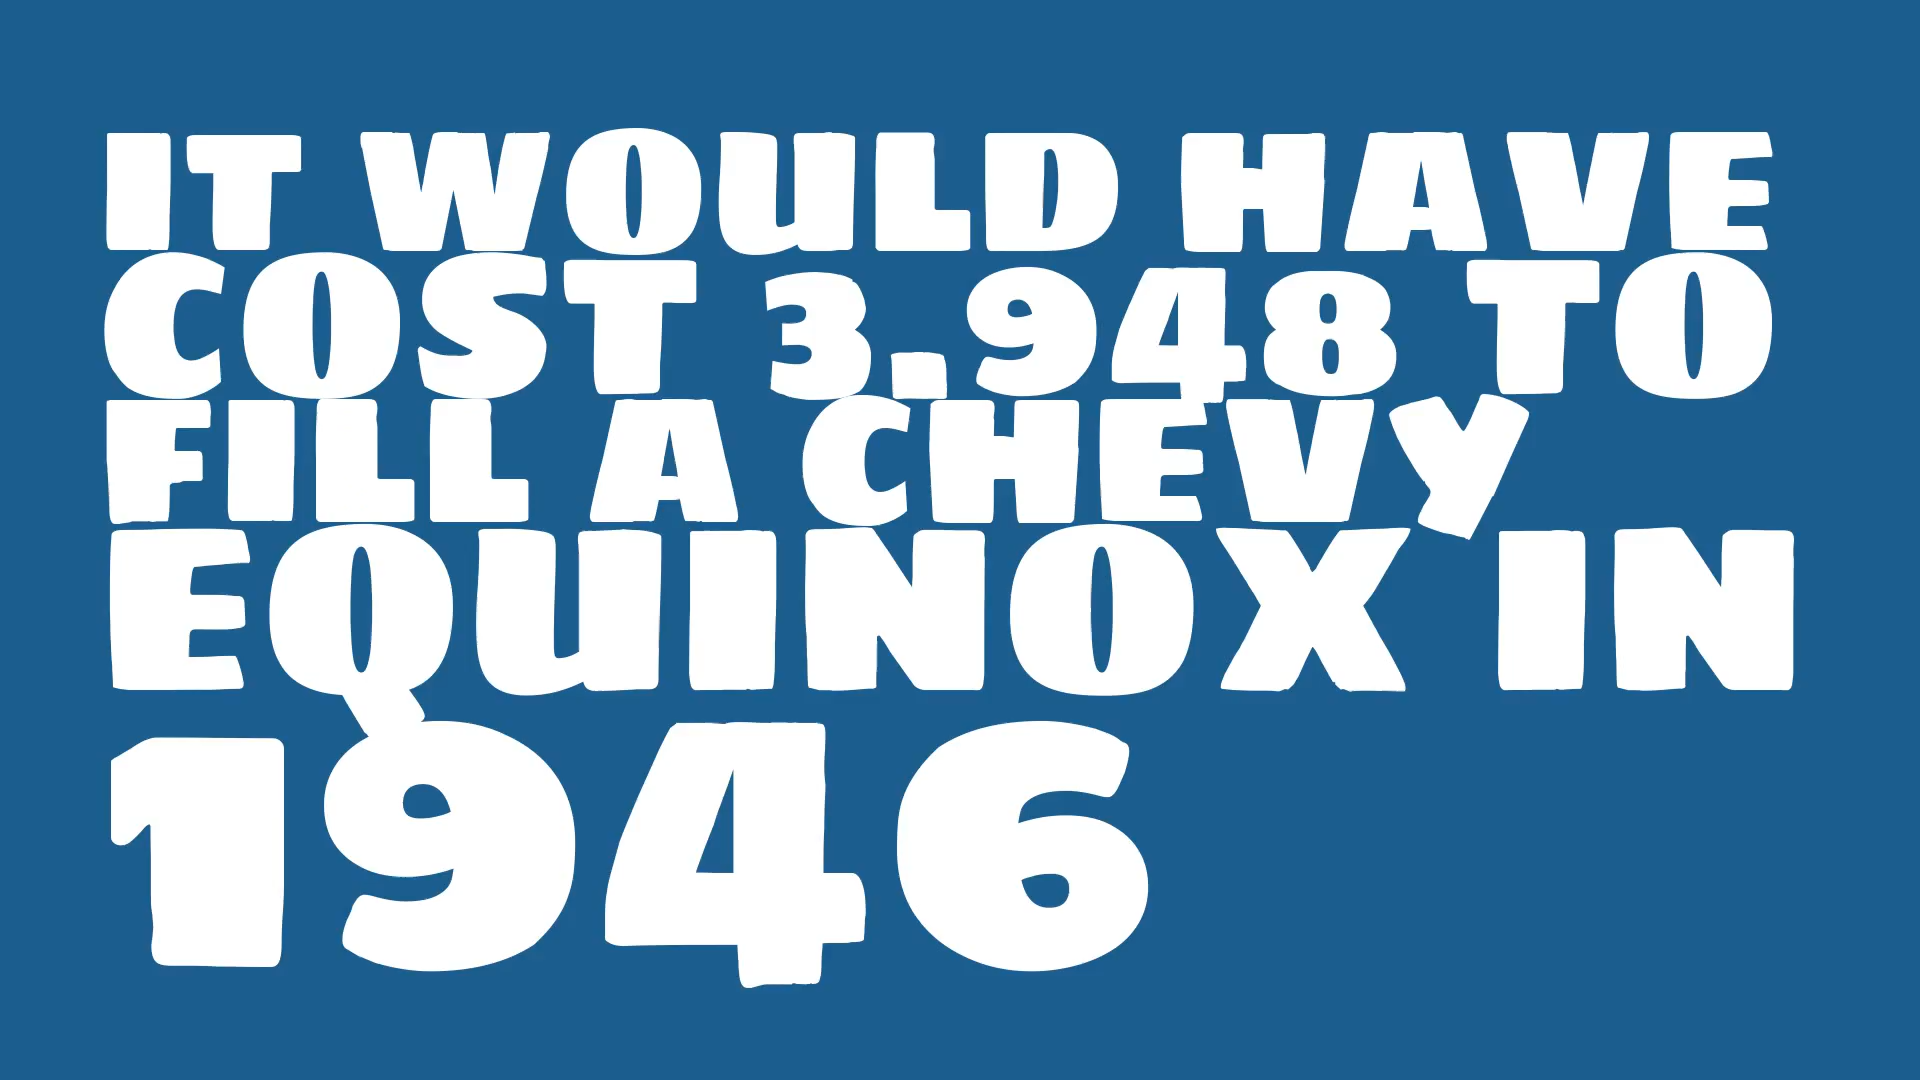 IT WOULD HAVE
COST 3.948 TO
FILL A CHEVY
EQUINOX IN
1946